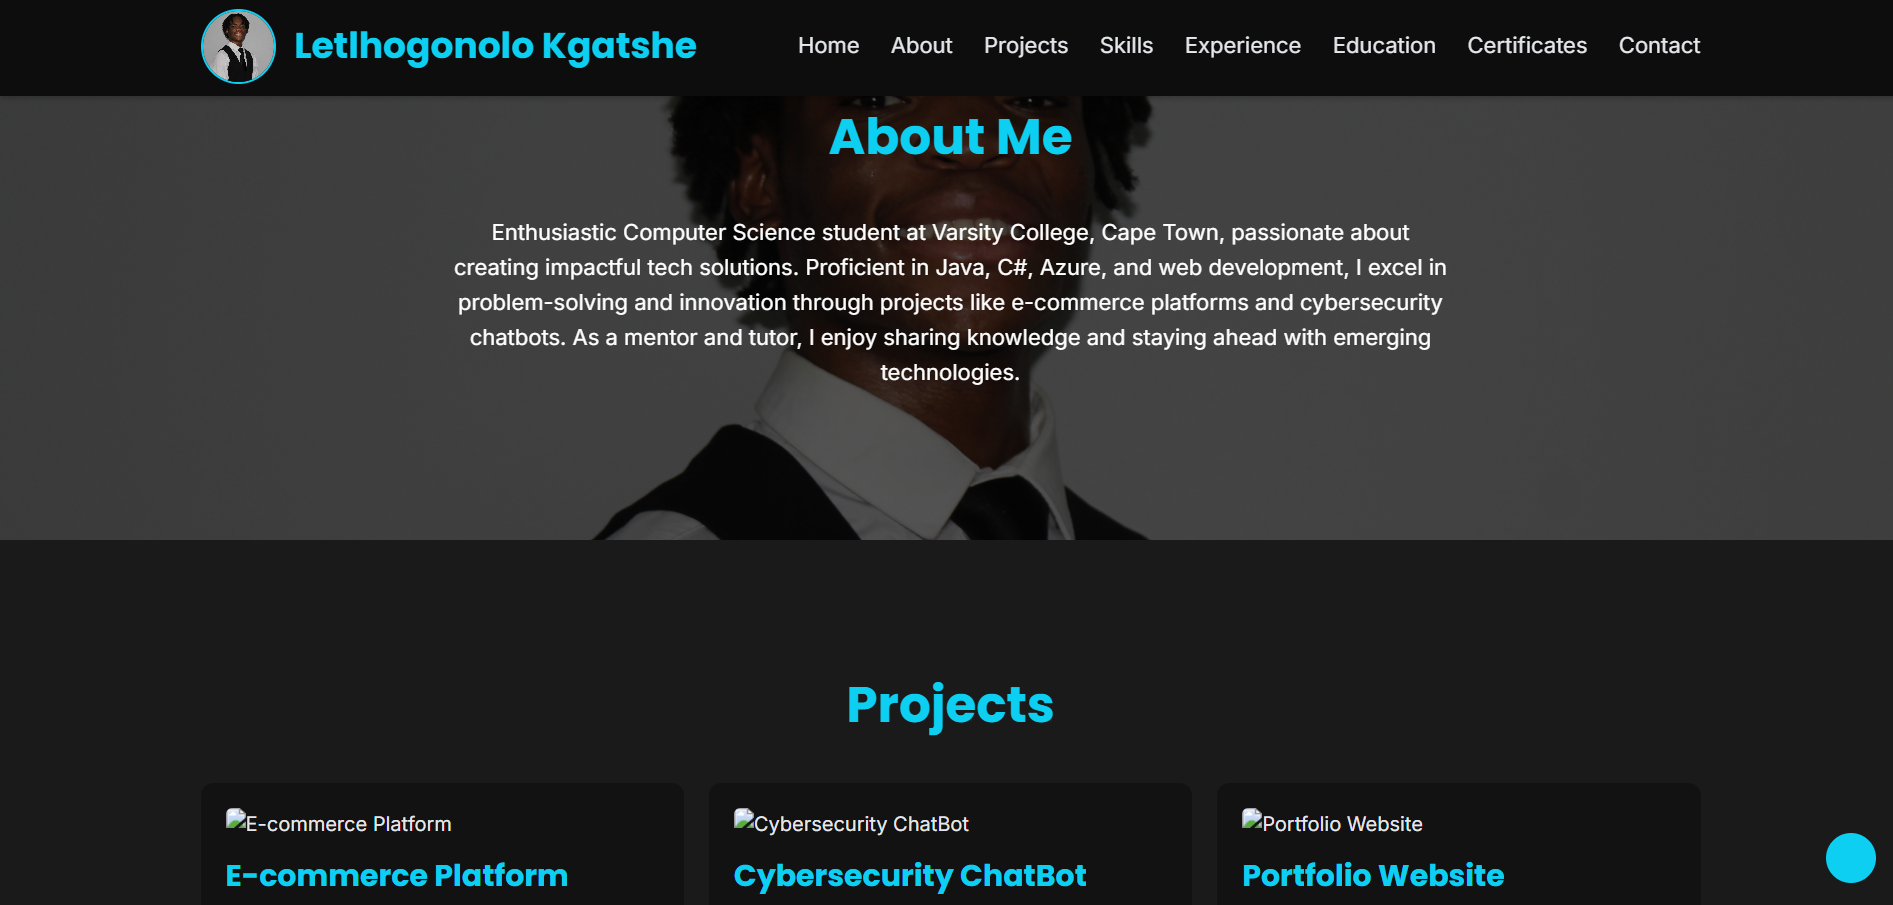 Letlhogonolo Kgatshe
Home About Projects Skills Experience Education Certificates Contact
About Me
Enthusiastic Computer Science student at Varsity College, Cape Town, passionate about
creating impactful tech solutions. Proficient in Java, C#, Azure, and web development, I excel in
problem-solving and innovation through projects like e-commerce platforms and cybersecurity
chatbots. As a mentor and tutor, I enjoy sharing knowledge and staying ahead with emerging
technologies.
Projects
E-commerce Platform
E-commerce Platform
Cybersecurity ChatBot
Cybersecurity ChatBot
Portfolio Website
Portfolio Website